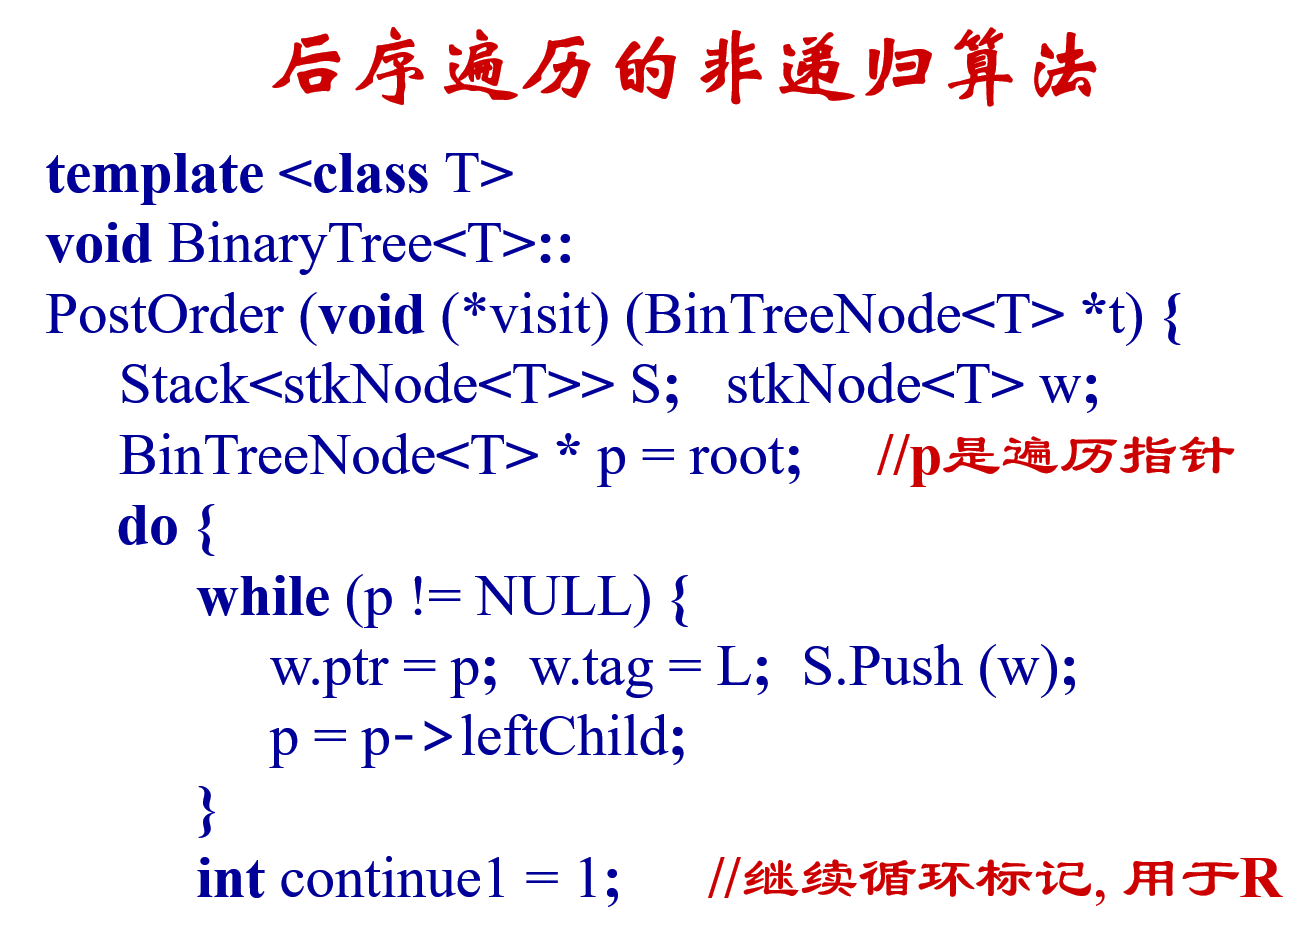 后序遍历的非递归算法
template <class T>
void BinaryTree<T>::
PostOrder (void (*visit) (BinTreeNode<T> *t) {
Stack<stkNode<T>> S; stkNode<T> w;
BinTreeNode<T> * p = root; //p是遍历指针
do {
while (p != NULL) {
w.ptr = p; w.tag = L; S.Push (w);
p = p->leftChild;
}
int continue1 = 1; //继续循环标记, 用于R